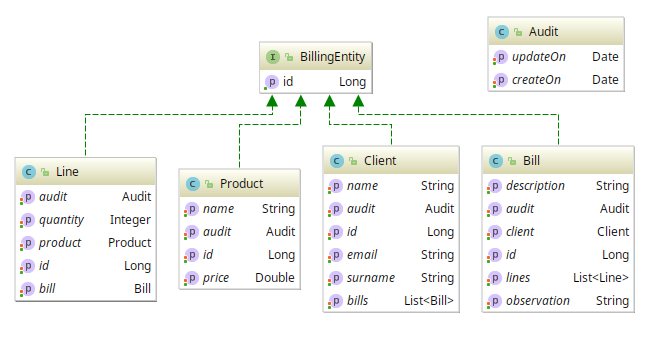 I BillingEntity
p id Long
C Audit
p updateOn Date
p createOn Date
C Line
p audit Audit
p quantity Integer
p product Product
p id Long
p bill Bill
C Product
p name String
p audit Audit
p id Long
p price Double
C Client
p name String
p audit Audit
p id Long
p email String
p surname String
p bills List<Bill>
C Bill
p description String
p audit Audit
p client Client
p id Long
p lines List<Line>
p observation String